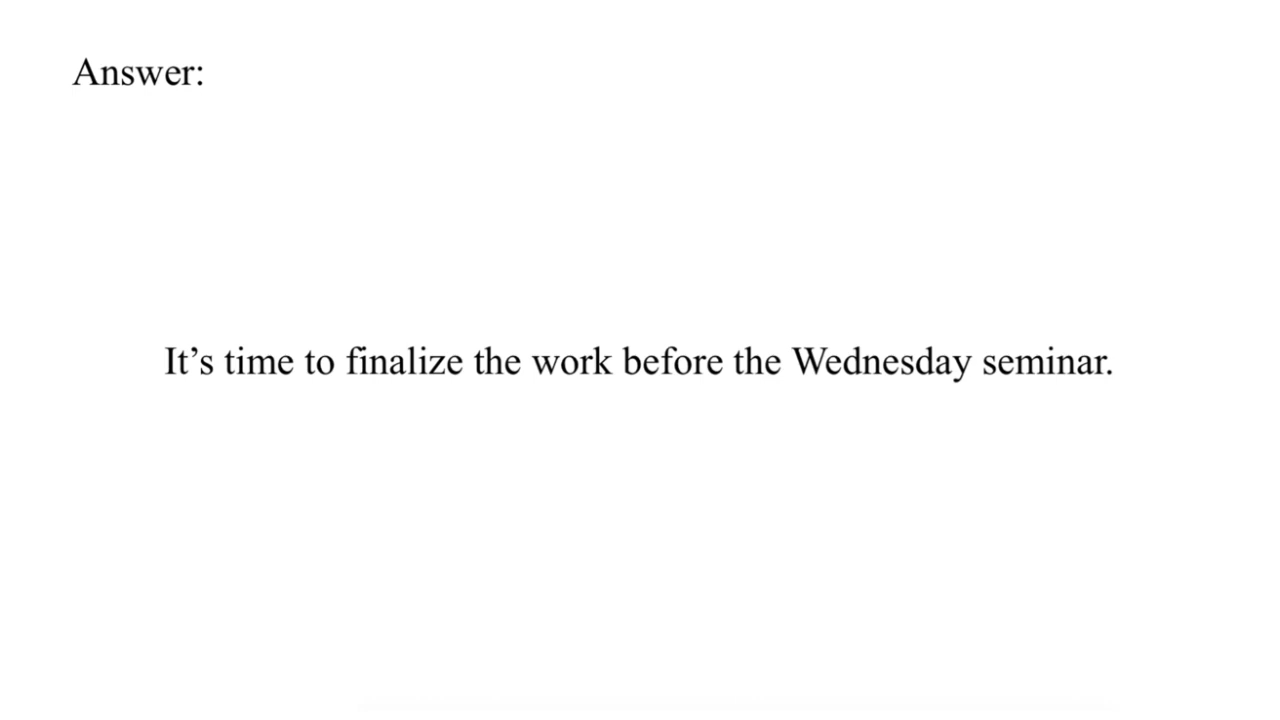 Answer:
It’s time to finalize the work before the Wednesday seminar.